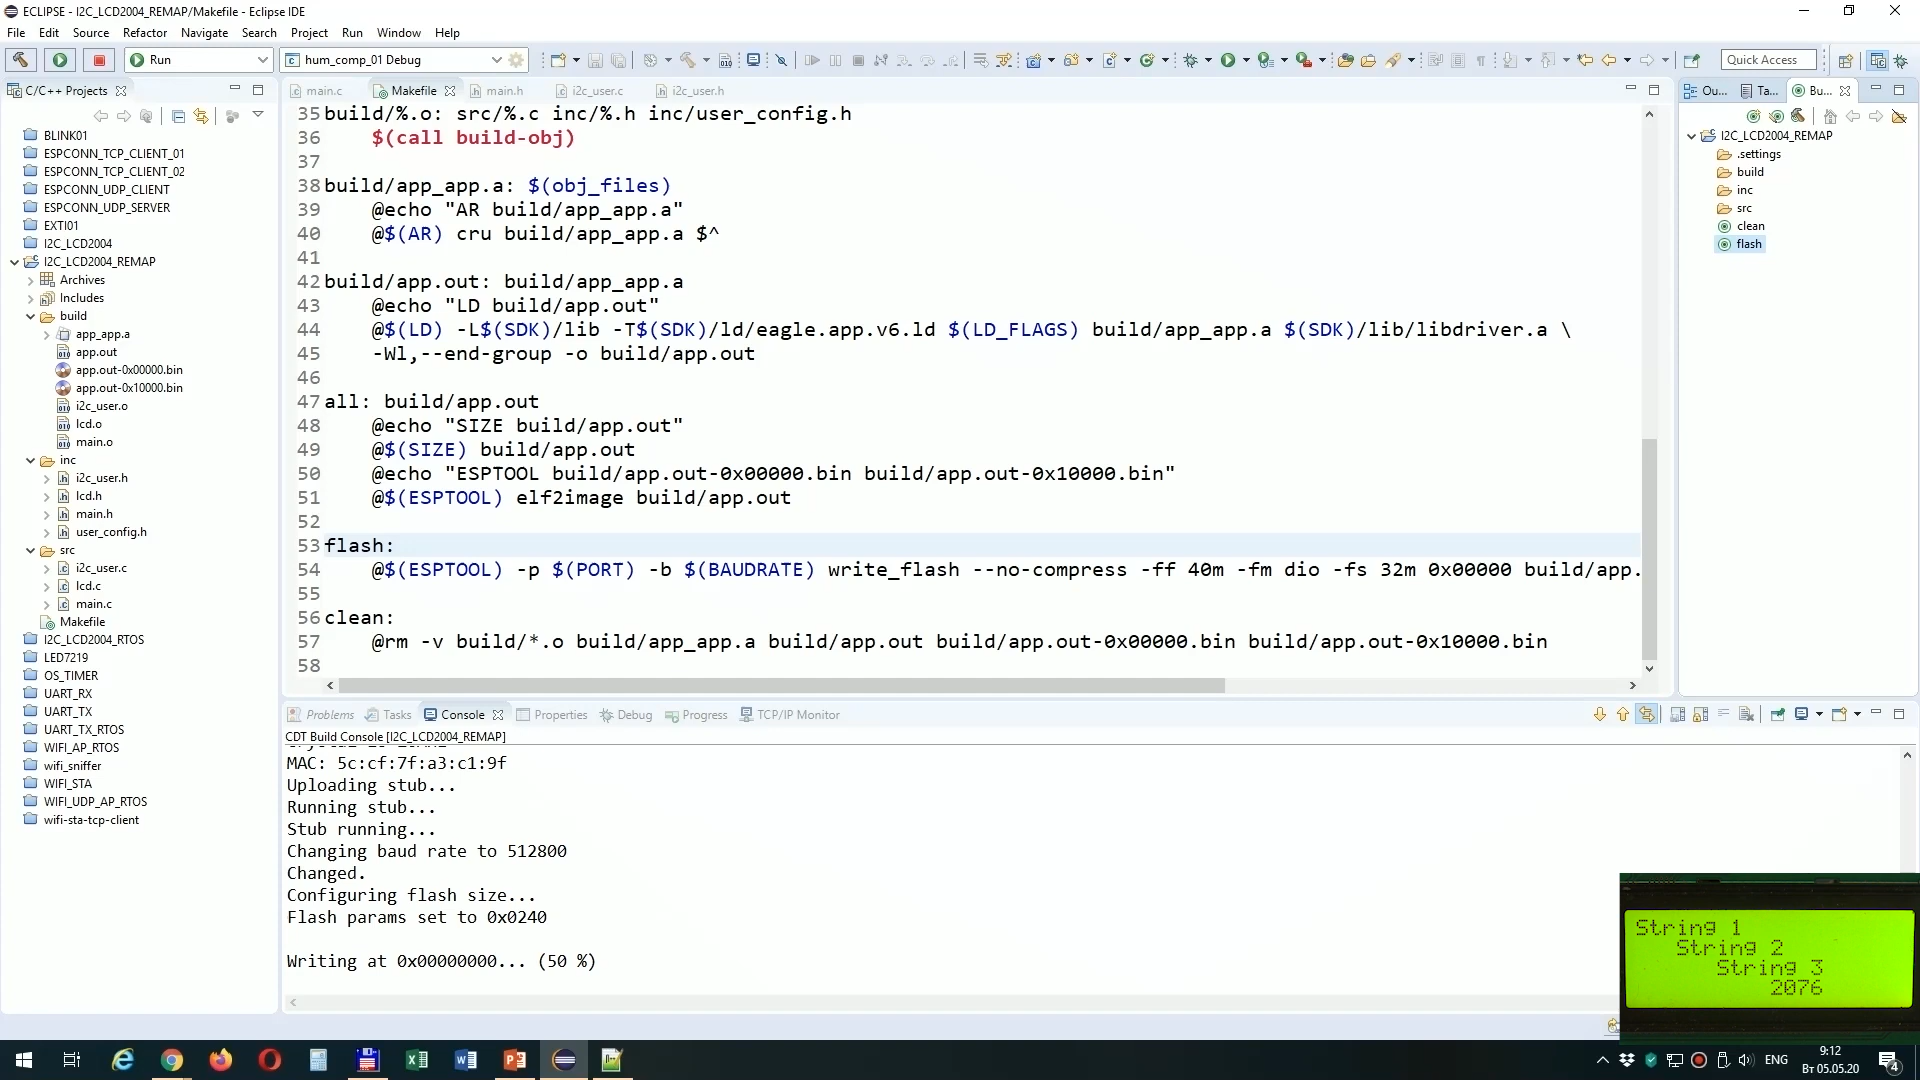 ECLIPSE - I2C_LCD2004_REMAP/Makefile - Eclipse IDE
File Edit Source Refactor Navigate Search Project Run Window Help
Run
hum_comp_01 Debug
Quick Access
C/C++ Projects
BLINK01
ESPCONN_TCP_CLIENT_01
ESPCONN_TCP_CLIENT_02
ESPCONN_UDP_CLIENT
ESPCONN_UDP_SERVER
EXTI01
I2C_LCD2004
I2C_LCD2004_REMAP
Archives
Includes
build
app_app.a
app.out
app.out-0x00000.bin
app.out-0x10000.bin
i2c_user.o
lcd.o
main.o
inc
i2c_user.h
lcd.h
main.h
user_config.h
src
i2c_user.c
lcd.c
main.c
Makefile
I2C_LCD2004_RTOS
LED7219
OS_TIMER
UART_RX
UART_TX
UART_TX_RTOS
WIFI_AP_RTOS
wifi_sniffer
WIFI_STA
WIFI_UDP_AP_RTOS
wifi-sta-tcp-client
main.c Makefile main.h i2c_user.c i2c_user.h
35 build/%.o: src/%.c inc/%.h inc/user_config.h
36 $(call build-obj)
37
38 build/app_app.a: $(obj_files)
39 @echo "AR build/app_app.a"
40 @$(AR) cru build/app_app.a $^
41
42 build/app.out: build/app_app.a
43 @echo "LD build/app.out"
44 @$(LD) -L$(SDK)/lib -T$(SDK)/ld/eagle.app.v6.ld $(LD_FLAGS) build/app_app.a $(SDK)/lib/libdriver.a \
45 -Wl,--end-group -o build/app.out
46
47 all: build/app.out
48 @echo "SIZE build/app.out"
49 @$(SIZE) build/app.out
50 @echo "ESPTOOL build/app.out-0x00000.bin build/app.out-0x10000.bin"
51 @$(ESPTOOL) elf2image build/app.out
52
53 flash:
54 @$(ESPTOOL) -p $(PORT) -b $(BAUDRATE) write_flash --no-compress -ff 40m -fm dio -fs 32m 0x00000 build/app.
55
56 clean:
57 @rm -v build/*.o build/app_app.a build/app.out build/app.out-0x00000.bin build/app.out-0x10000.bin
58
Ou... Ta... Bu...
I2C_LCD2004_REMAP
.settings
build
inc
src
clean
flash
Problems Tasks Console Properties Debug Progress TCP/IP Monitor
CDT Build Console [I2C_LCD2004_REMAP]
MAC: 5c:cf:7f:a3:c1:9f
Uploading stub...
Running stub...
Stub running...
Changing baud rate to 512800
Changed.
Configuring flash size...
Flash params set to 0x0240
Writing at 0x00000000... (50 %)
String 1
String 2
String 3
2076
ENG
9:12
Вт 05.05.20
4